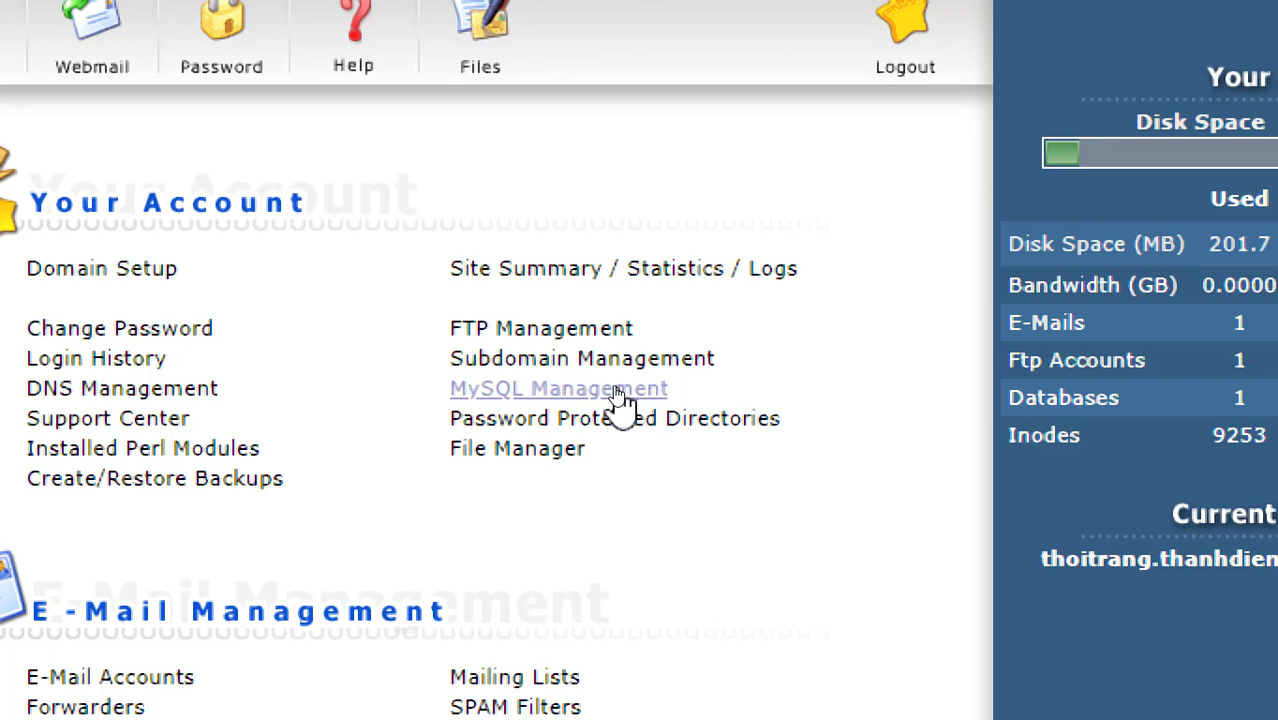 Webmail
Password
Help
Files
Logout
Your Account
Domain Setup
Site Summary / Statistics / Logs
Change Password
FTP Management
Login History
Subdomain Management
DNS Management
MySQL Management
Support Center
Password Prote  d Directories
Installed Perl Modules
File Manager
Create/Restore Backups
E-Mail Management
E-Mail Accounts
Mailing Lists
Forwarders
SPAM Filters
Your
Disk Space
Used
Disk Space (MB) 201.7
Bandwidth (GB) 0.0000
E-Mails 1
Ftp Accounts 1
Databases 1
Inodes 9253
Current
thoitrang.thanhdien